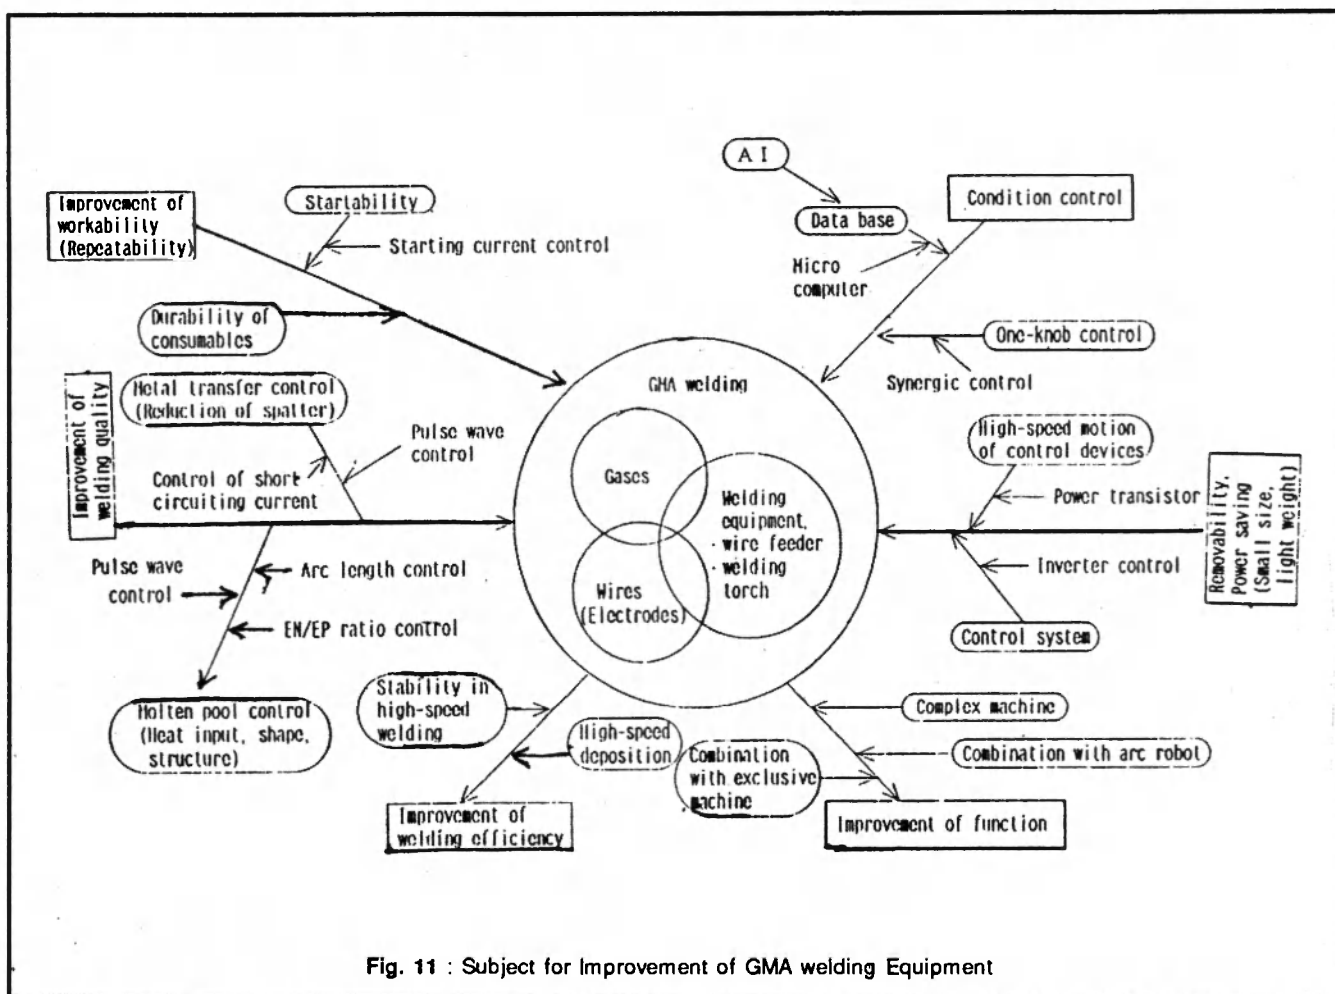 A I
Condition control
Data base
Micro
computer
One-knob control
Synergic control
Improvement of
workability
(Repeatability)
Startability
Starting current control
Durability of
consumables
Metal transfer control
(Reduction of spatter)
Improvement of
welding quality
Pulse wave
control
Control of short
circuiting current
Pulse wave
control
Arc length control
EN/EP ratio control
Molten pool control
(Heat input, shape,
structure)
GMA welding
Gases
Welding
equipment,
· wire feeder
· welding
torch
Wires
(Electrodes)
High-speed motion
of control devices
Power transistor
Inverter control
Control system
Removability,
Power saving
(Small size,
light weight)
Stability in
high-speed
welding
High-speed
deposition
Improvement of
welding efficiency
Combination
with exclusive
machine
Complex machine
Combination with arc robot
Improvement of function
Fig. 11 : Subject for Improvement of GMA welding Equipment